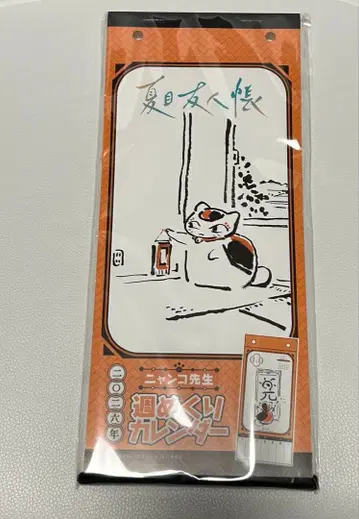 夏目友人帳
ニャンコ先生
二〇二六年
週めくり
カレンダー